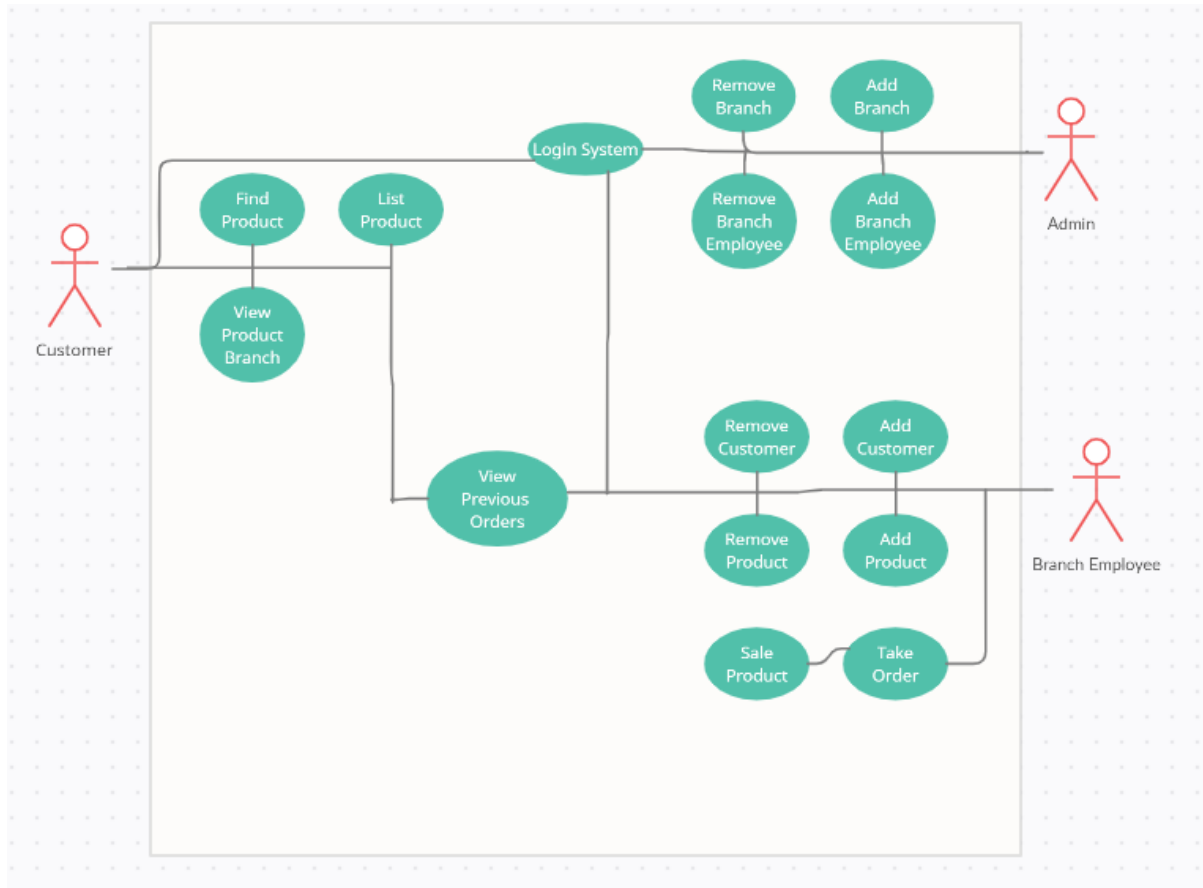 Remove
Branch
Add
Branch
Login System
Admin
Find
Product
List
Product
Remove
Branch
Employee
Add
Branch
Employee
Customer
View
Product
Branch
Remove
Customer
Add
Customer
View
Previous
Orders
Remove
Product
Add
Product
Branch Employee
Sale
Product
Take
Order